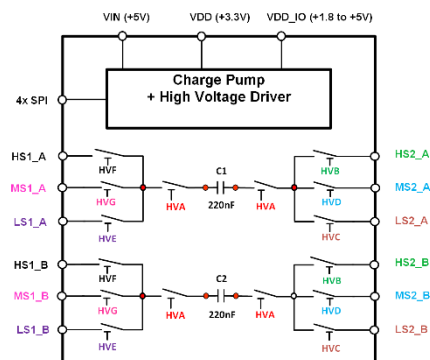 VIN (+5V) VDD (+3.3V) VDD_IO (+1.8 to +5V)
Charge Pump
+ High Voltage Driver
4x SPI
HS1_A HVF C1 HVB HS2_A
MS1_A HVG HVA 220nF HVA HVD MS2_A
LS1_A HVE HVC LS2_A
HS1_B HVF C2 HVB HS2_B
MS1_B HVG HVA 220nF HVA HVD MS2_B
LS1_B HVE HVC LS2_B